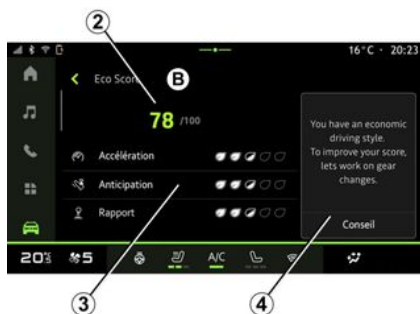 2
16°C · 20:23
Eco Score
B
78 /100
Accélération
Anticipation
Rapport
You have an economic
driving style.
To improve your score,
lets work on gear
changes.
Conseil
20°5 5 A/C
3
4